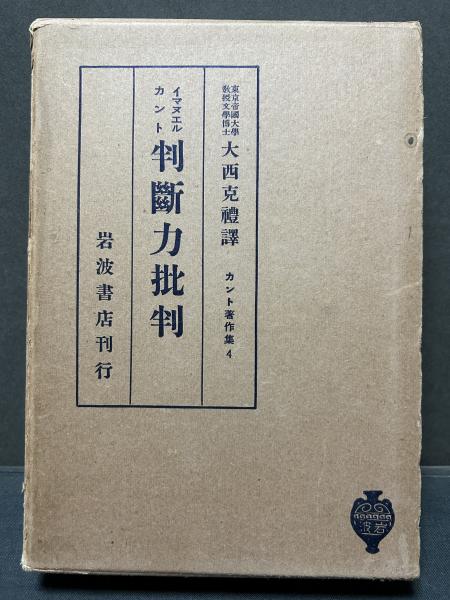 東京帝國大學
教授文學博士
大西克禮譯
カント著作集4
イマヌエル
カント
判斷力批判
岩波書店刊行
岩波